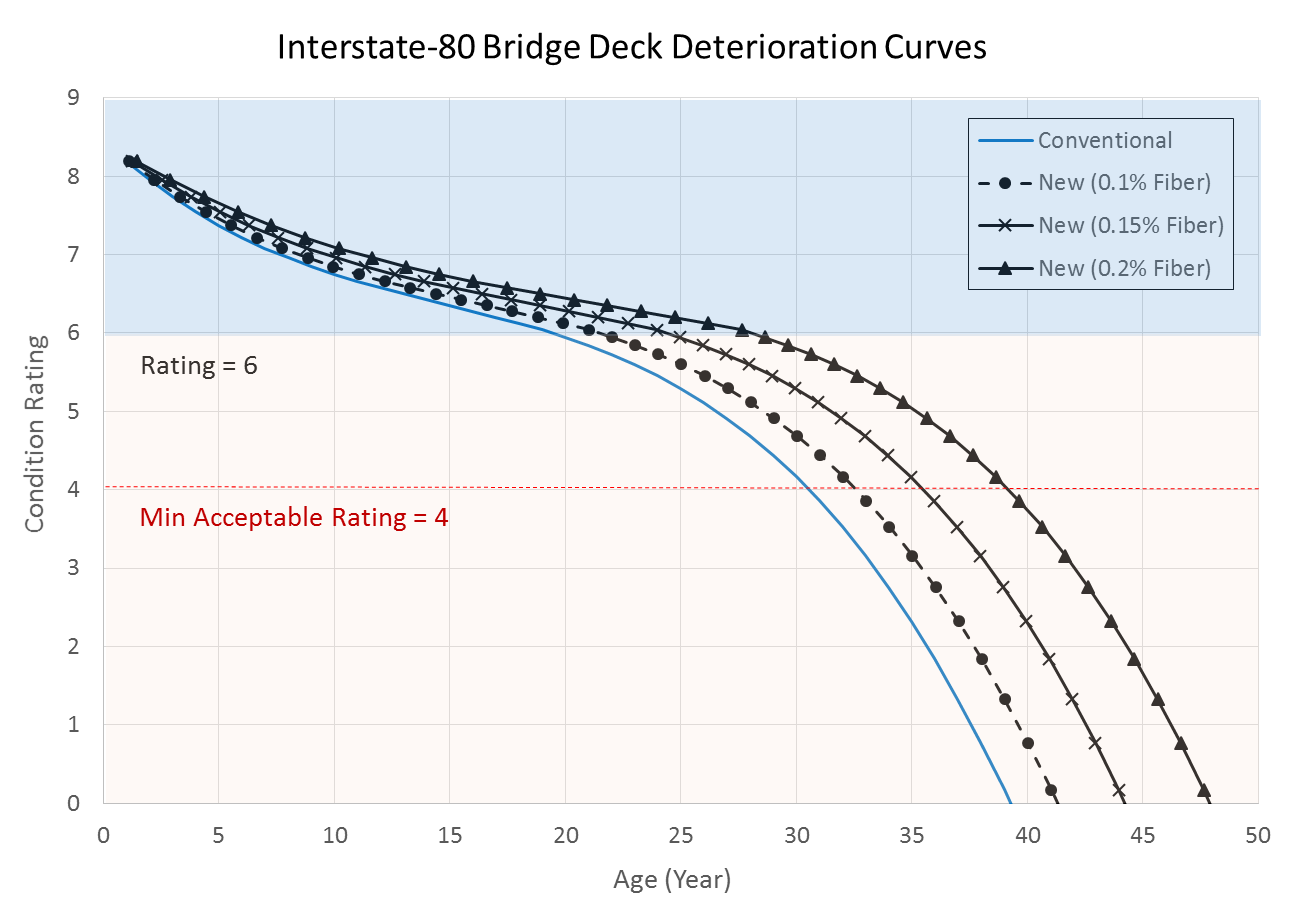 Interstate-80 Bridge Deck Deterioration Curves
9
8
7
6
5
4
3
2
1
0
Condition Rating
Conventional
New (0.1% Fiber)
New (0.15% Fiber)
New (0.2% Fiber)
Rating = 6
Min Acceptable Rating = 4
0 5 10 15 20 25 30 35 40 45 50
Age (Year)